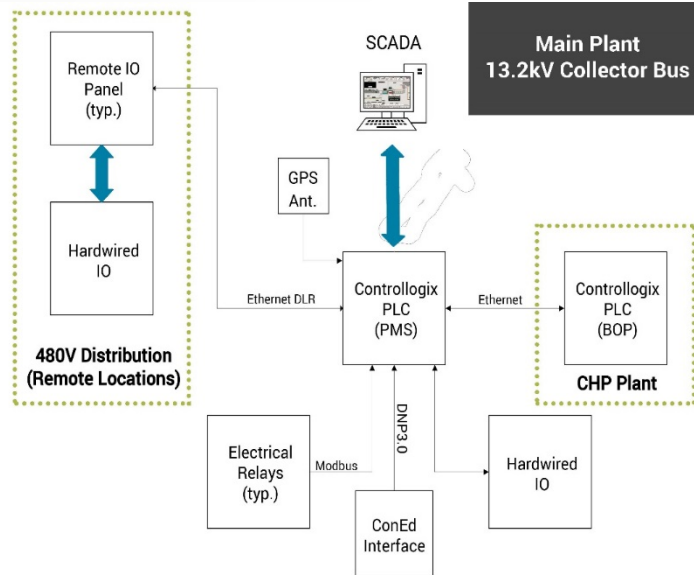 Main Plant
13.2kV Collector Bus
SCADA
Remote IO
Panel
(typ.)
GPS
Ant.
Hardwired
IO
Controllogix
PLC
(PMS)
Controllogix
PLC
(BOP)
Ethernet DLR
Ethernet
480V Distribution
(Remote Locations)
CHP Plant
Electrical
Relays
(typ.)
Modbus
DNP3.0
Hardwired
IO
ConEd
Interface